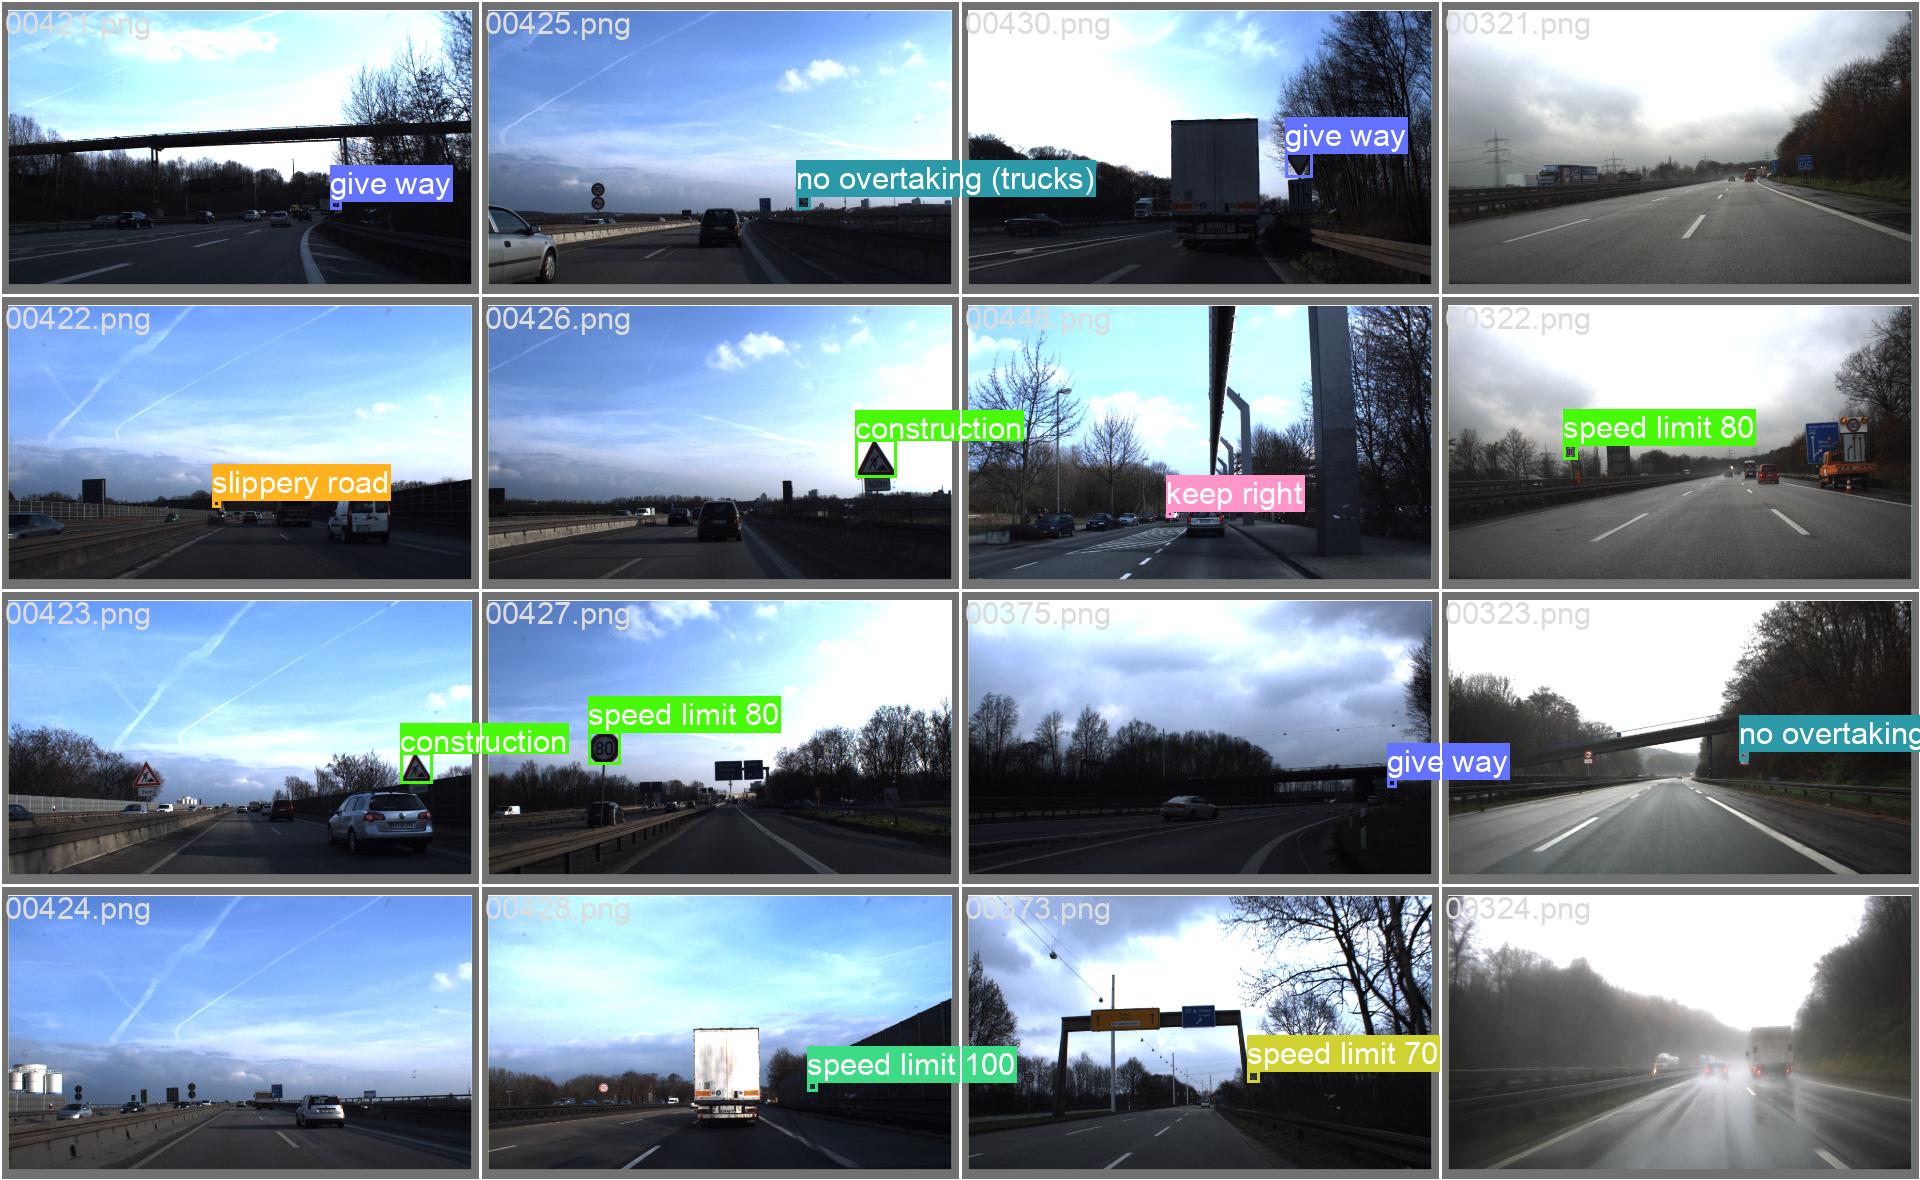 00421.png
give way
00425.png
no overtaking (trucks)
00430.png
give way
00321.png
00422.png
slippery road
00426.png
construction
00448.png
keep right
00322.png
speed limit 80
00423.png
construction
00427.png
speed limit 80
80
00375.png
give way
00323.png
no overtaking
00424.png
00428.png
speed limit 100
00373.png
speed limit 70
00324.png